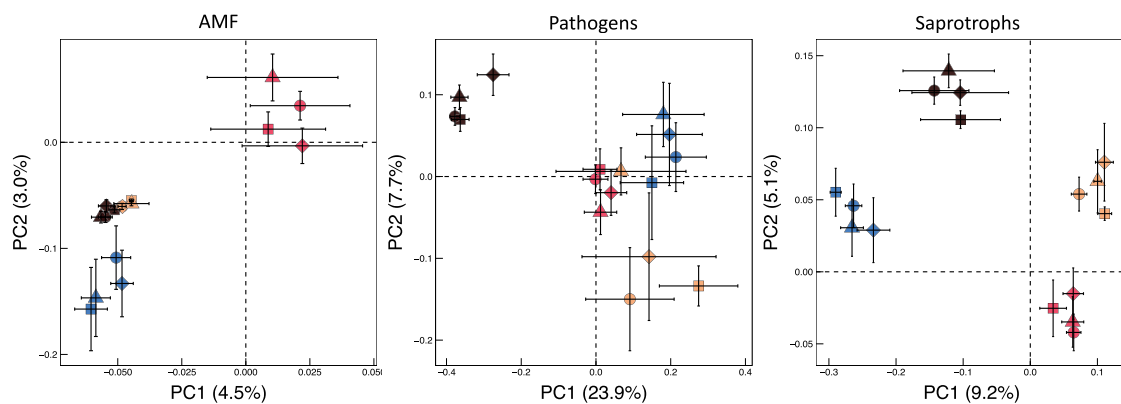 AMF
0.0
−0.1
−0.2
PC2 (3.0%)
−0.050 −0.025 0.000 0.025
PC1 (4.5%)
Pathogens
0.1
0.0
−0.1
−0.2
PC2 (7.7%)
−0.4 −0.2 0.0 0.2 0.4
PC1 (23.9%)
Saprotrophs
0.15
0.10
0.05
0.00
−0.05
PC2 (5.1%)
−0.3 −0.2 −0.1 0.0 0.1
PC1 (9.2%)